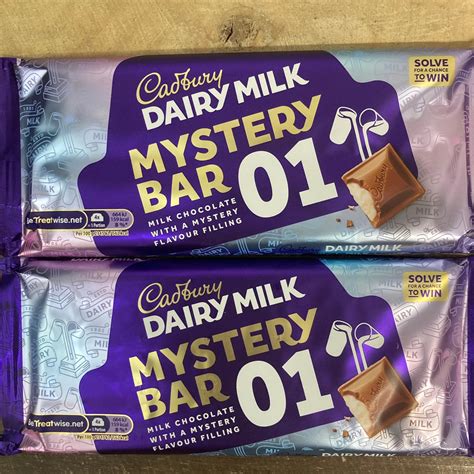 Cadbury
DAIRY MILK
MYSTERY
BAR 01
MILK CHOCOLATE
WITH A MYSTERY
FLAVOUR FILLING
SOLVE
FOR A CHANCE
TO WIN
Treatwise.net
DAIRY MILK
Cadbury
DAIRY MILK
MYSTERY
BAR 01
MILK CHOCOLATE
WITH A MYSTERY
FLAVOUR FILLING
SOLVE
FOR A CHANCE
TO WIN
Treatwise.net
DAIRY MILK